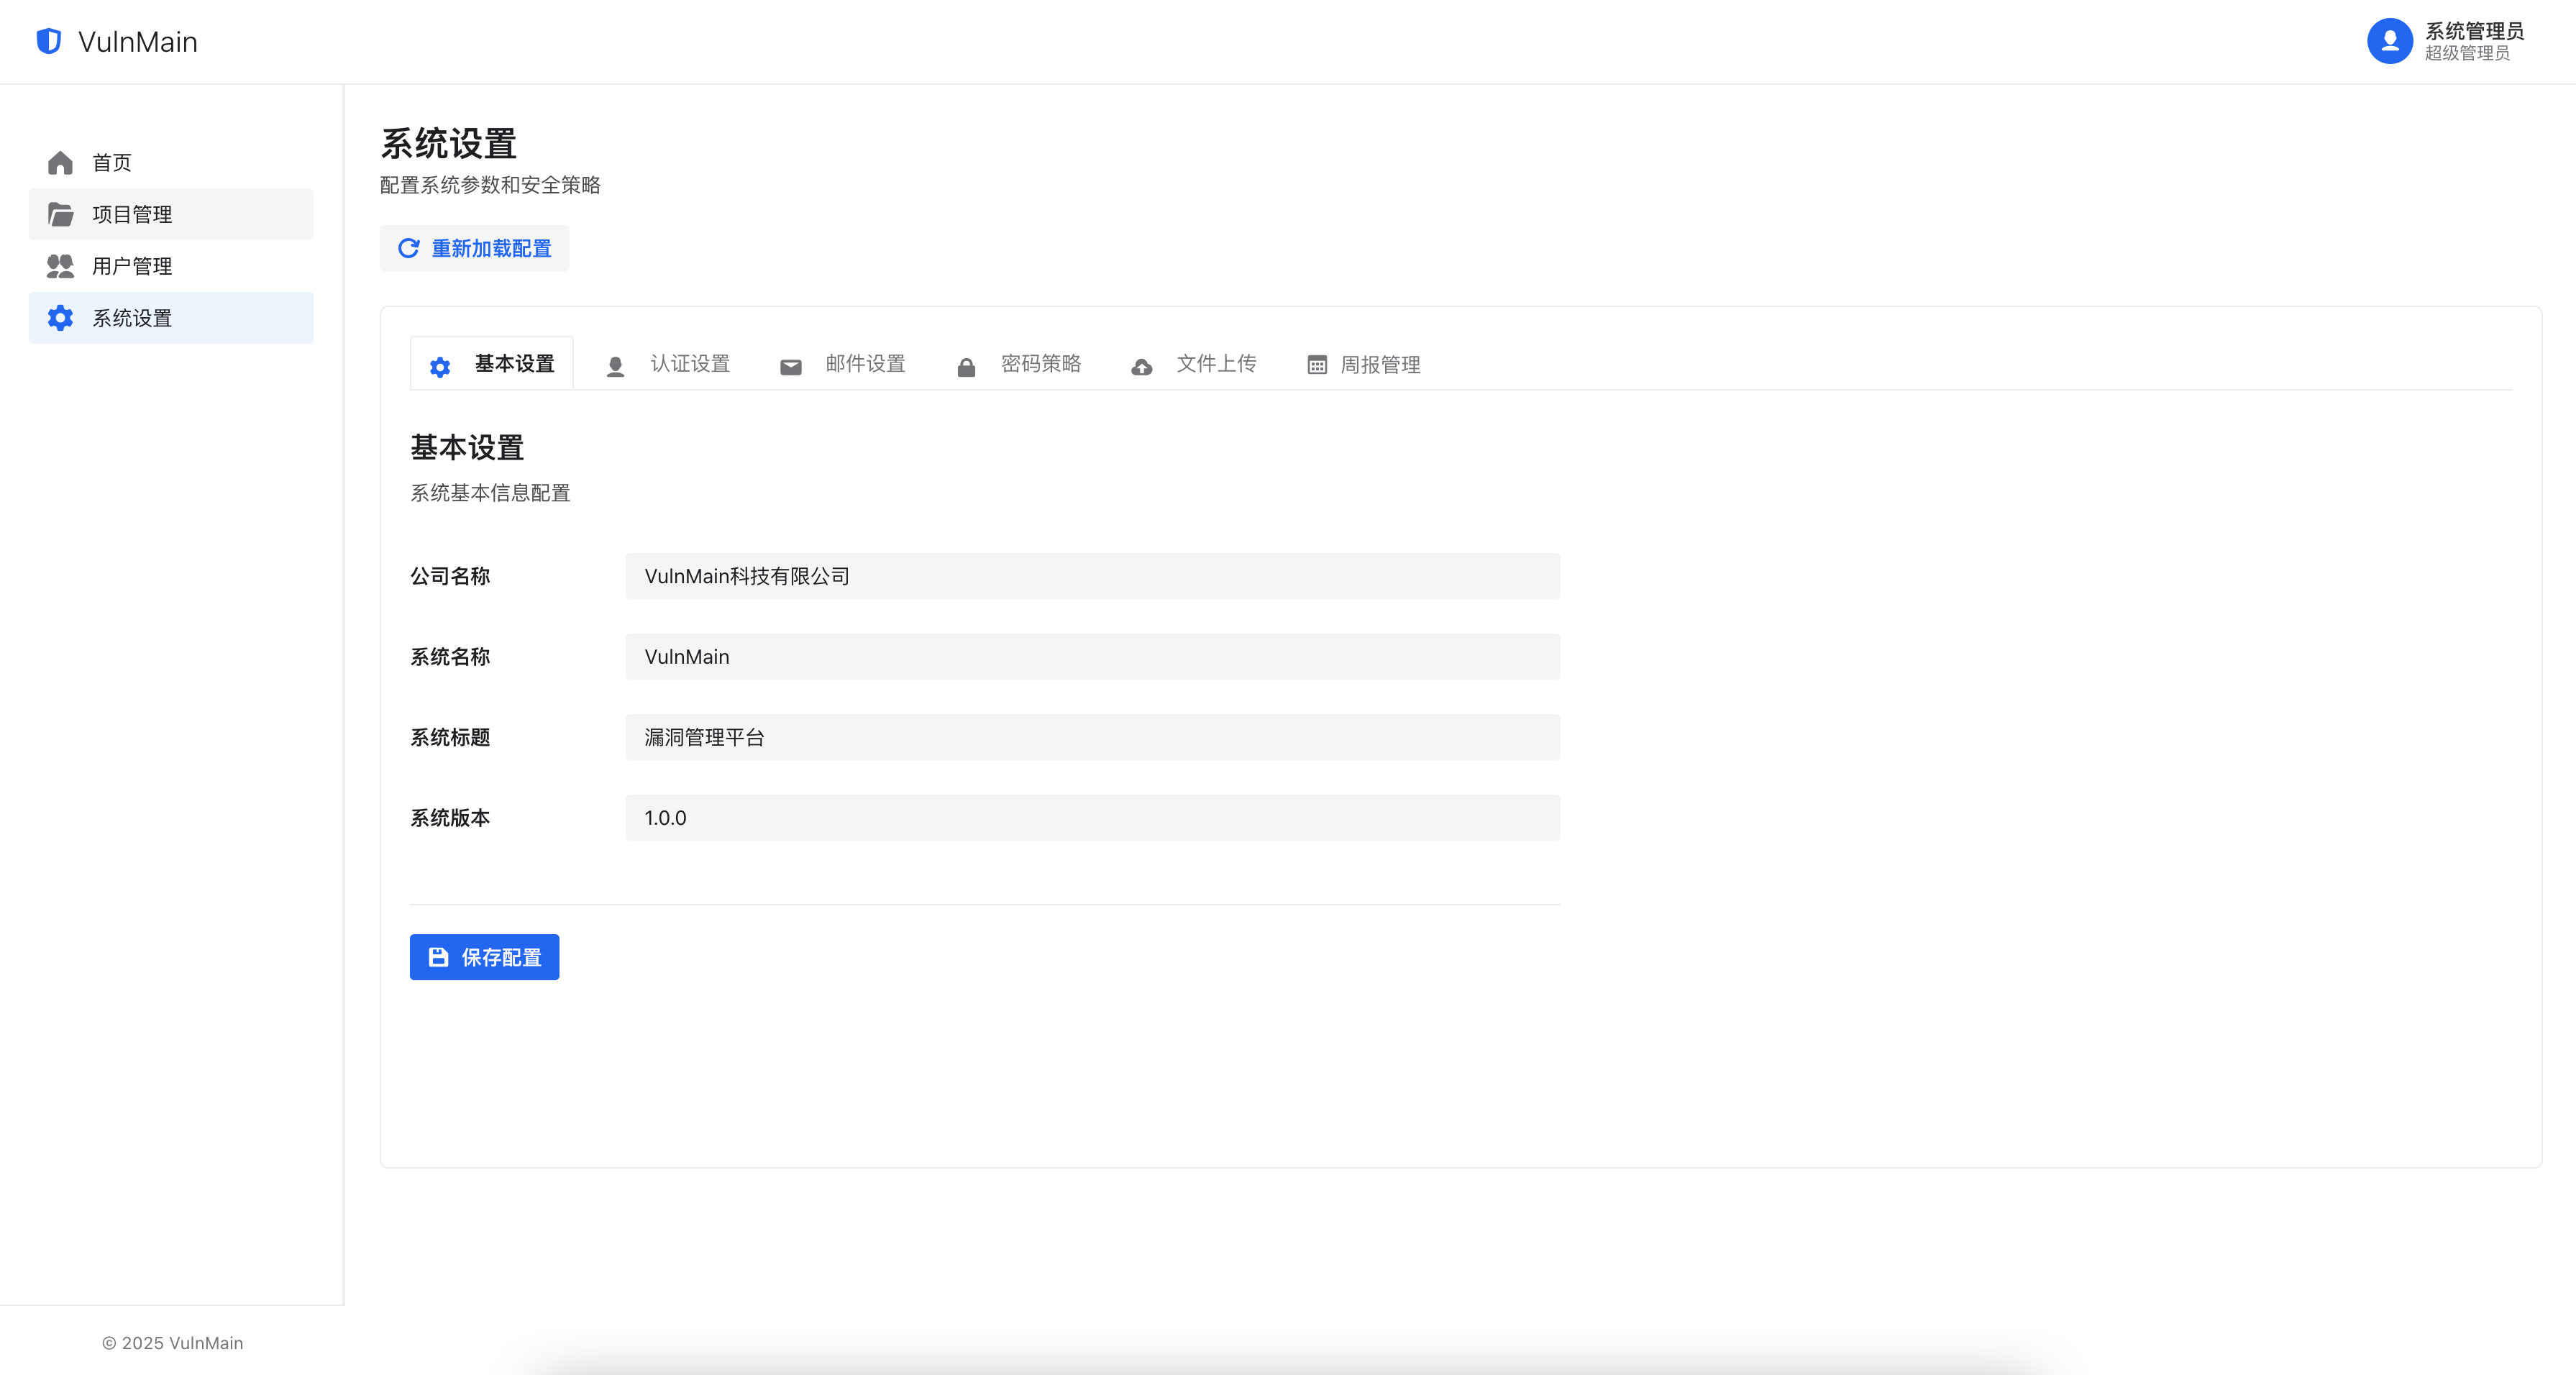 VulnMain
系统管理员
超级管理员
首页
项目管理
用户管理
系统设置
系统设置
配置系统参数和安全策略
重新加载配置
基本设置
认证设置
邮件设置
密码策略
文件上传
周报管理
基本设置
系统基本信息配置
公司名称
VulnMain科技有限公司
系统名称
VulnMain
系统标题
漏洞管理平台
系统版本
1.0.0
保存配置
© 2025 VulnMain